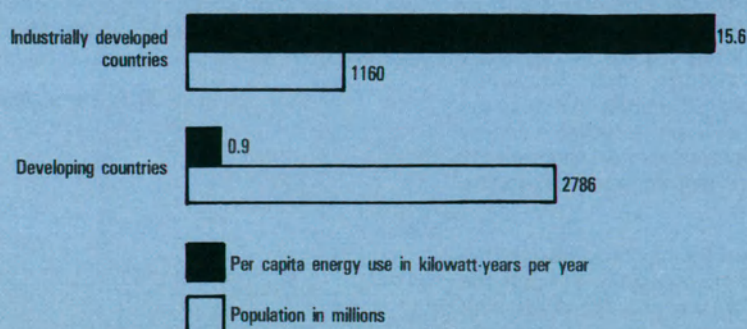 Industrially developed
countries
15.6
1160
Developing countries
0.9
2786
Per capita energy use in kilowatt-years per year
Population in millions